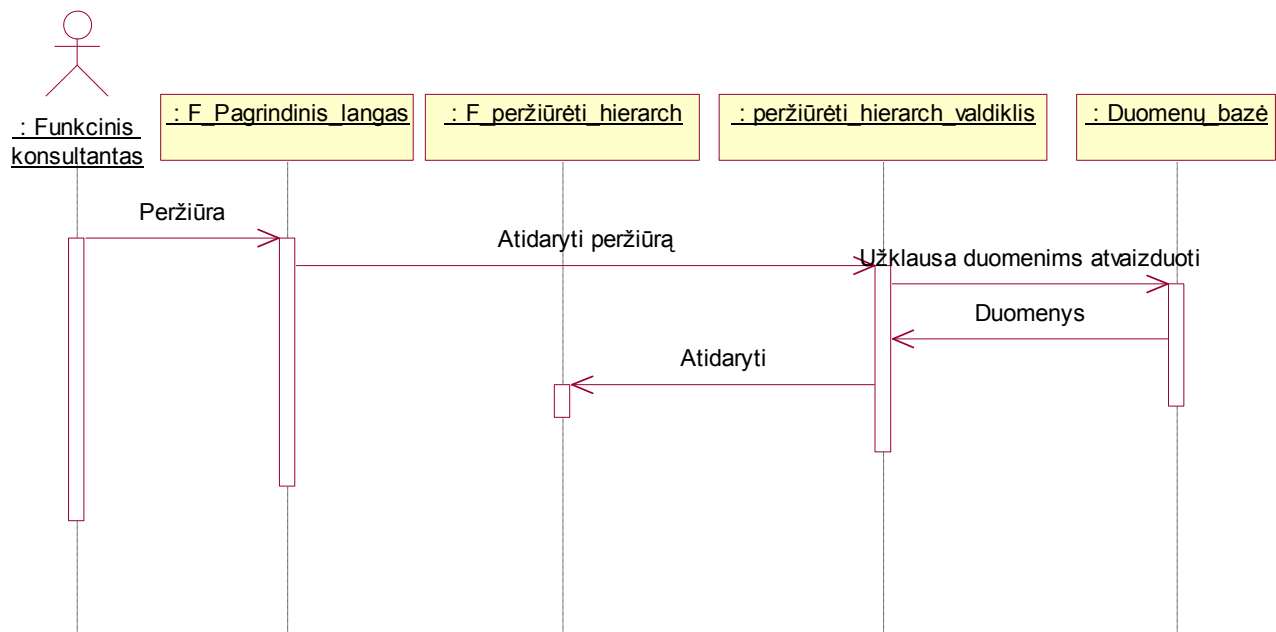 : Funkcinis
konsultantas
: F_Pagrindinis_langas
: F_peržiūrėti_hierarch
: peržiūrėti_hierarch_valdiklis
: Duomenų_bazė
Peržiūra
Atidaryti peržiūrą
Užklausa duomenims atvaizduoti
Duomenys
Atidaryti